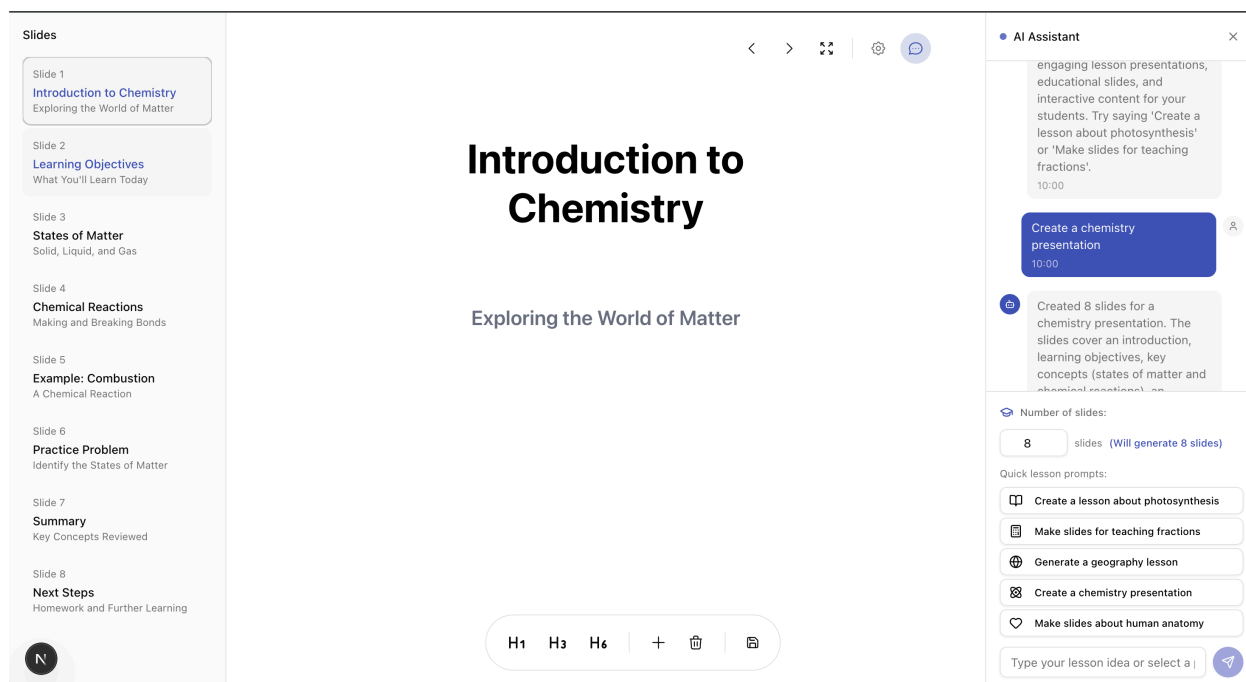 Slides
Slide 1
Introduction to Chemistry
Exploring the World of Matter
Slide 2
Learning Objectives
What You'll Learn Today
Slide 3
States of Matter
Solid, Liquid, and Gas
Slide 4
Chemical Reactions
Making and Breaking Bonds
Slide 5
Example: Combustion
A Chemical Reaction
Slide 6
Practice Problem
Identify the States of Matter
Slide 7
Summary
Key Concepts Reviewed
Slide 8
Next Steps
Homework and Further Learning
N
Introduction to
Chemistry
Exploring the World of Matter
H1 H3 H6
AI Assistant
engaging lesson presentations,
educational slides, and
interactive content for your
students. Try saying 'Create a
lesson about photosynthesis'
or 'Make slides for teaching
fractions'.
10:00
Create a chemistry
presentation
10:00
Created 8 slides for a
chemistry presentation. The
slides cover an introduction,
learning objectives, key
concepts (states of matter and
chemical reactions), an
Number of slides:
8 slides (Will generate 8 slides)
Quick lesson prompts:
Create a lesson about photosynthesis
Make slides for teaching fractions
Generate a geography lesson
Create a chemistry presentation
Make slides about human anatomy
Type your lesson idea or select a